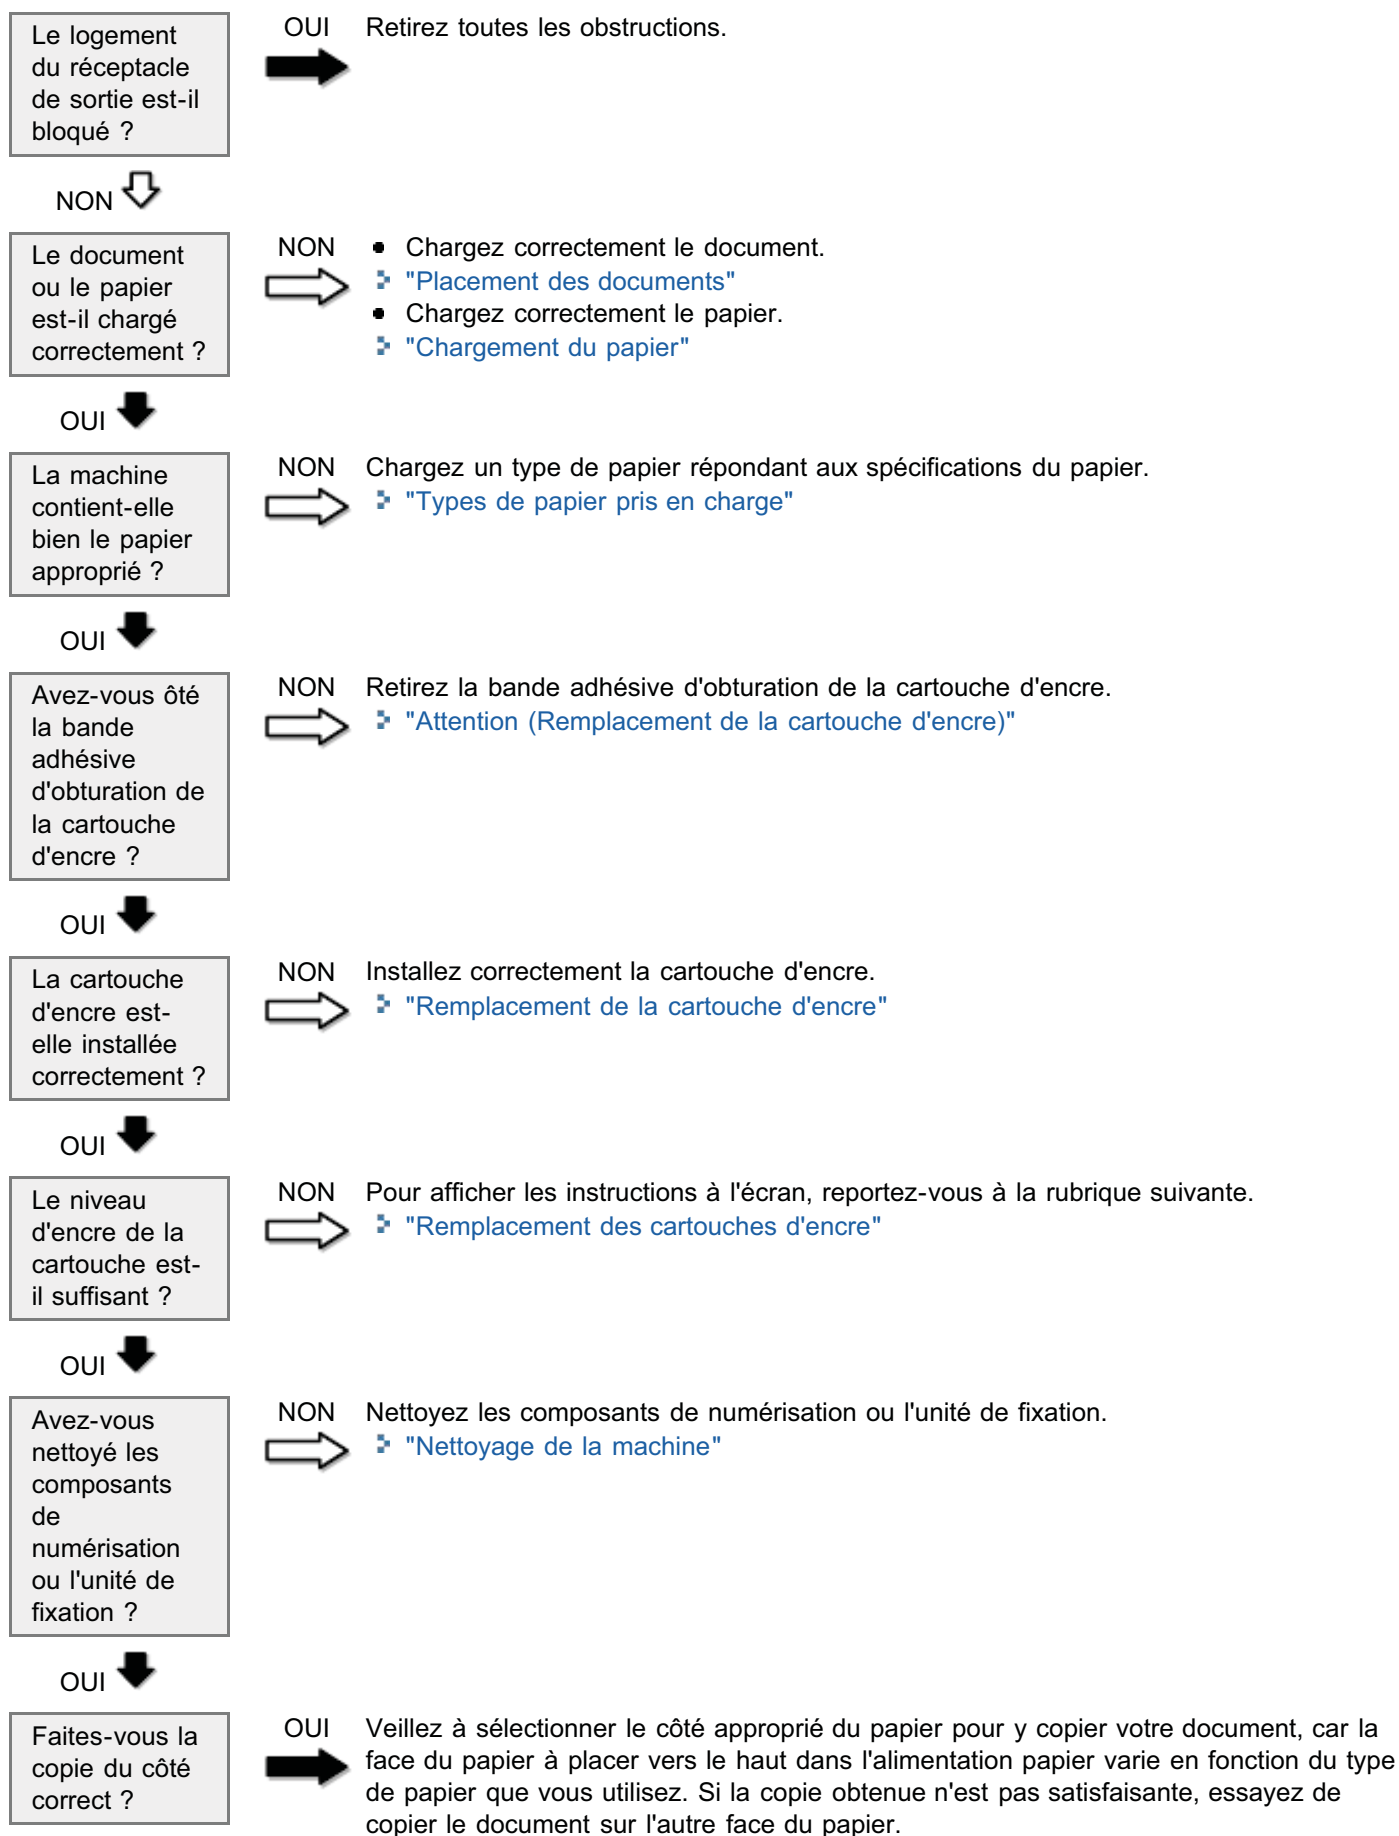 Le logement
du réceptacle
de sortie est-il
bloqué ?
OUI
Retirez toutes les obstructions.
NON
Le document
ou le papier
est-il chargé
correctement ?
NON
• Chargez correctement le document.
"Placement des documents"
• Chargez correctement le papier.
"Chargement du papier"
OUI
La machine
contient-elle
bien le papier
approprié ?
NON
Chargez un type de papier répondant aux spécifications du papier.
"Types de papier pris en charge"
OUI
Avez-vous ôté
la bande
adhésive
d'obturation de
la cartouche
d'encre ?
NON
Retirez la bande adhésive d'obturation de la cartouche d'encre.
"Attention (Remplacement de la cartouche d'encre)"
OUI
La cartouche
d'encre est-
elle installée
correctement ?
NON
Installez correctement la cartouche d'encre.
"Remplacement de la cartouche d'encre"
OUI
Le niveau
d'encre de la
cartouche est-
il suffisant ?
NON
Pour afficher les instructions à l'écran, reportez-vous à la rubrique suivante.
"Remplacement des cartouches d'encre"
OUI
Avez-vous
nettoyé les
composants
de
numérisation
ou l'unité de
fixation ?
NON
Nettoyez les composants de numérisation ou l'unité de fixation.
"Nettoyage de la machine"
OUI
Faites-vous la
copie du côté
correct ?
OUI
Veillez à sélectionner le côté approprié du papier pour y copier votre document, car la
face du papier à placer vers le haut dans l'alimentation papier varie en fonction du type
de papier que vous utilisez. Si la copie obtenue n'est pas satisfaisante, essayez de
copier le document sur l'autre face du papier.